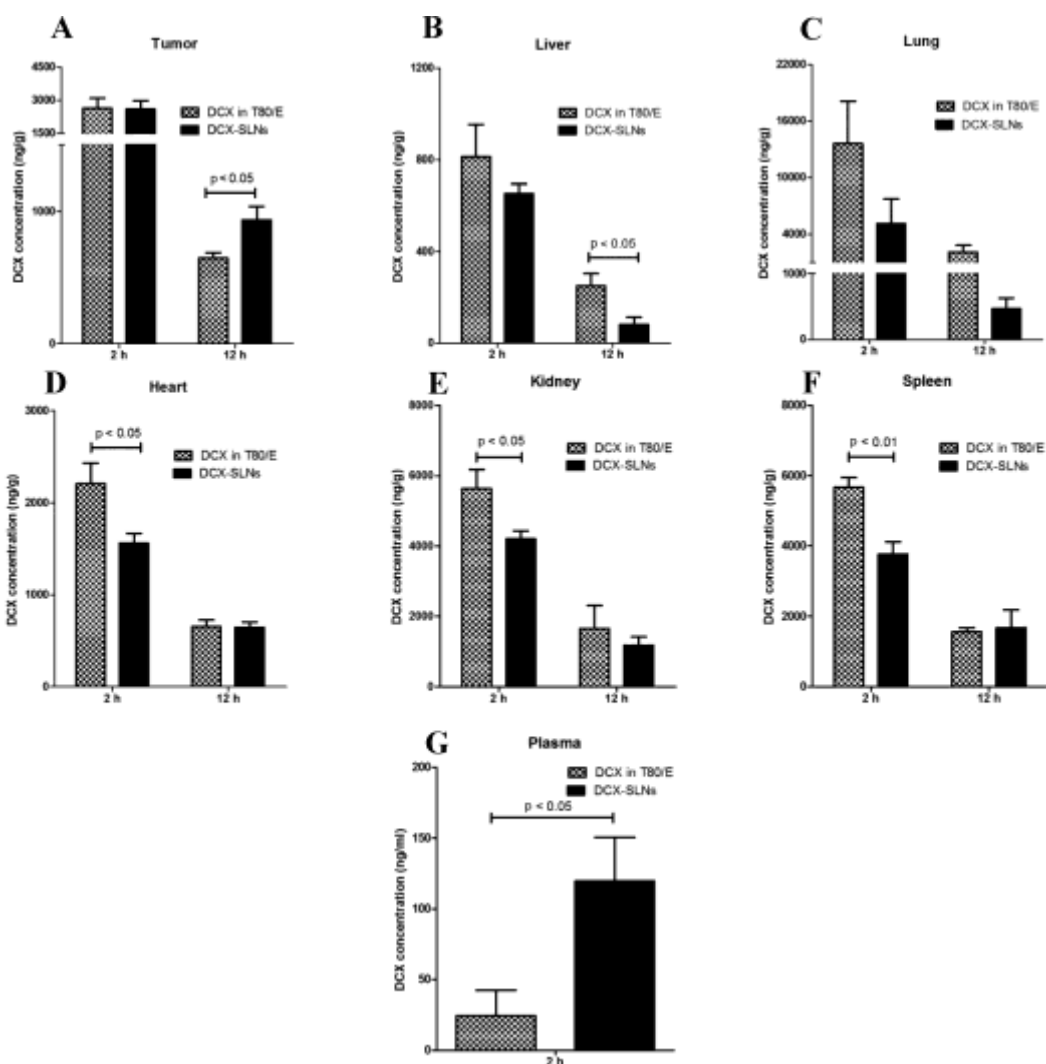 A
Tumor
4500
3000
1500
1000
0
DCX concentration (ng/g)
DCX in T80/E
DCX-SLNs
p < 0.05
2 h
12 h
B
Liver
1200
800
400
0
DCX concentration (ng/g)
DCX in T80/E
DCX-SLNs
p < 0.05
2 h
12 h
C
Lung
22000
16000
10000
4000
1000
0
DCX concentration (ng/g)
DCX in T80/E
DCX-SLNs
2 h
12 h
D
Heart
3000
2000
1000
0
DCX concentration (ng/g)
p < 0.05
DCX in T80/E
DCX-SLNs
2 h
12 h
E
Kidney
8000
6000
4000
2000
0
DCX concentration (ng/g)
p < 0.05
DCX in T80/E
DCX-SLNs
2 h
12 h
F
Spleen
8000
6000
4000
2000
0
DCX concentration (ng/g)
p < 0.01
DCX in T80/E
DCX-SLNs
2 h
12 h
G
Plasma
200
150
100
50
0
DCX concentration (ng/ml)
DCX in T80/E
DCX-SLNs
p < 0.05
2 h